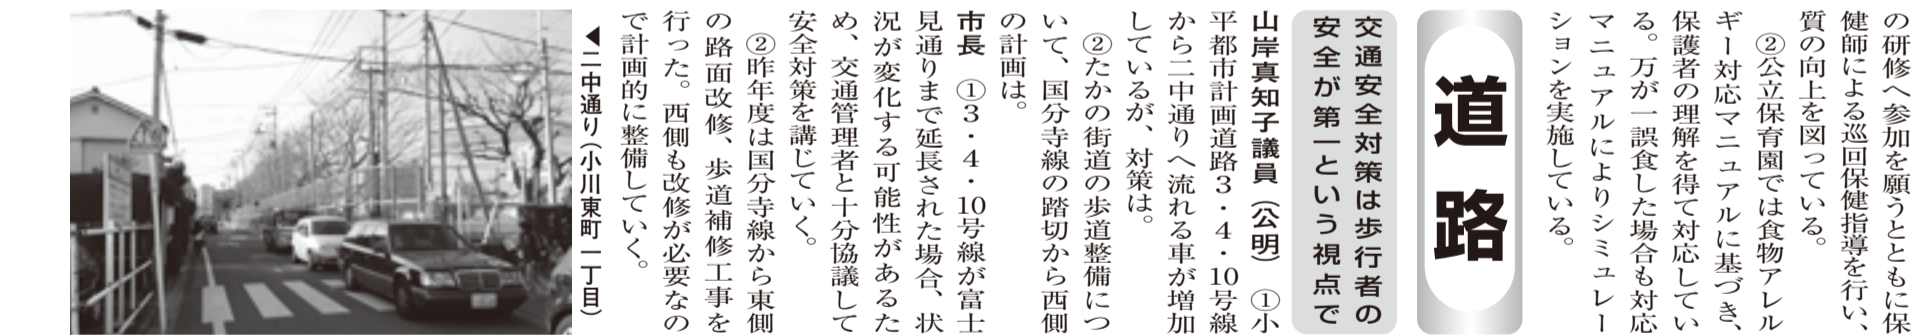 の研修へ参加を願うとともに保
健師による巡回保健指導を行い、
質の向上を図っている。
②公立保育園では食物アレル
ギー対応マニュアルに基づき、
保護者の理解を得て対応してい
る。万が一誤食した場合も対応
マニュアルによりシミュレー
ションを実施している。
道路
交通安全対策は歩行者の
安全が第一という視点で
山岸真知子議員（公明） ①小
平都市計画道路3・4・10号線
から二中通りへ流れる車が増加
しているが、対策は。
②たかの街道の歩道整備につ
いて、国分寺線の踏切から西側
の計画は。
市長 ①3・4・10号線が富士
見通りまで延長された場合、状
況が変化する可能性があるた
め、交通管理者と十分協議して
安全対策を講じていく。
②昨年度は国分寺線から東側
の路面改修、歩道補修工事を
行った。西側も改修が必要なの
で計画的に整備していく。
◀二中通り（小川東町一丁目）